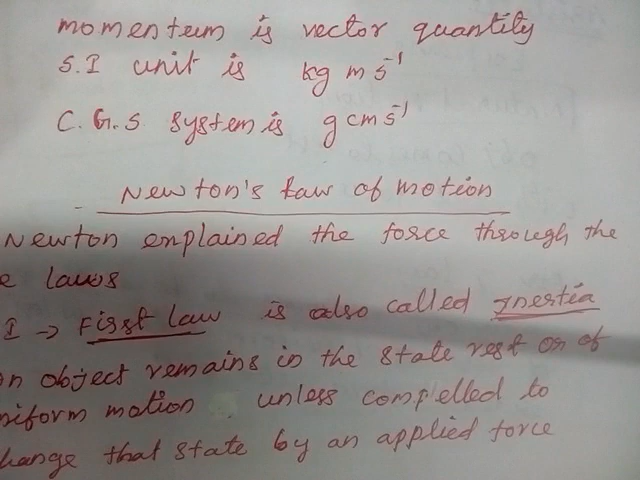 momentum is vector quantity
S.I unit is kg m s⁻¹
C.G.S. system is g cm s⁻¹
Newton's Law of motion
Newton explained the force through the
e laws
I → First Law is also called Inertia
n object remains in the state rest or of
niform motion unless compelled to
hange that state by an applied force